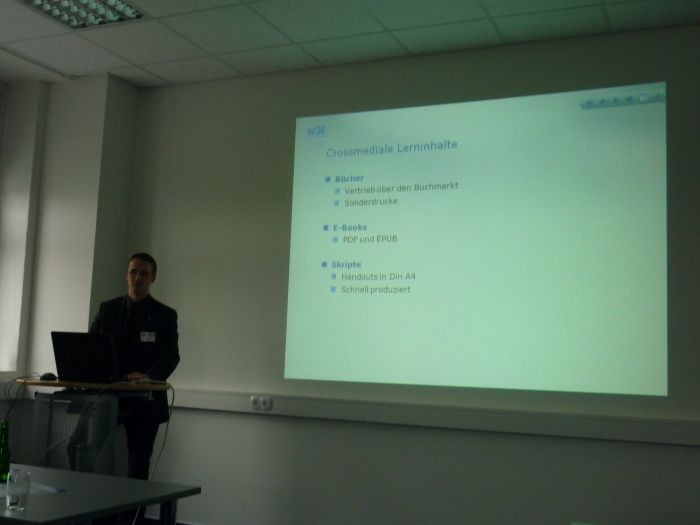 w3l
Crossmediale Lerninhalte
Bücher
Vertrieb über den Buchmarkt
Sonderdrucke
E-Books
PDF und EPUB
Skripte
Handouts in Din A4
Schnell produziert